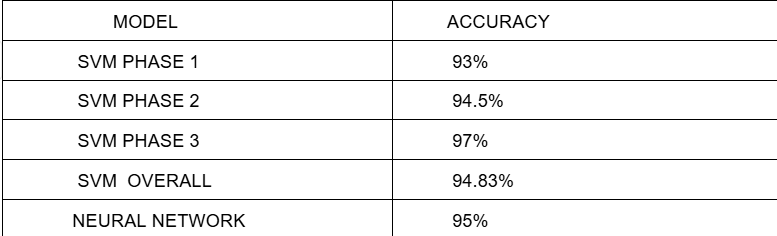 MODEL ACCURACY
SVM PHASE 1 93%
SVM PHASE 2 94.5%
SVM PHASE 3 97%
SVM OVERALL 94.83%
NEURAL NETWORK 95%